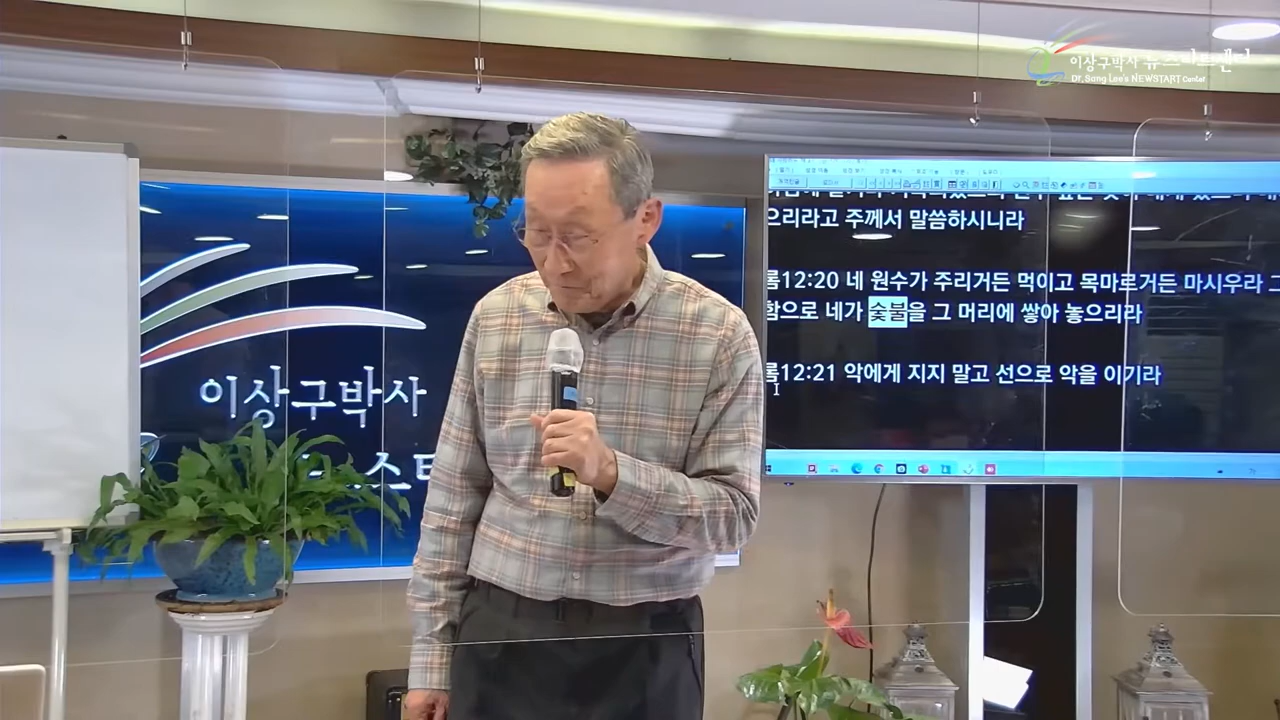 이상구박사 뉴스타트센터
Dr. Sang Lee's NEWSTART Center
이상구박사
으리라고 주께서 말씀하시니라
롬12:20 네 원수가 주리거든 먹이고 목마르거든 마시우라 그
함으로 네가 숯불을 그 머리에 쌓아 놓으리라
롬12:21 악에게 지지 말고 선으로 악을 이기라